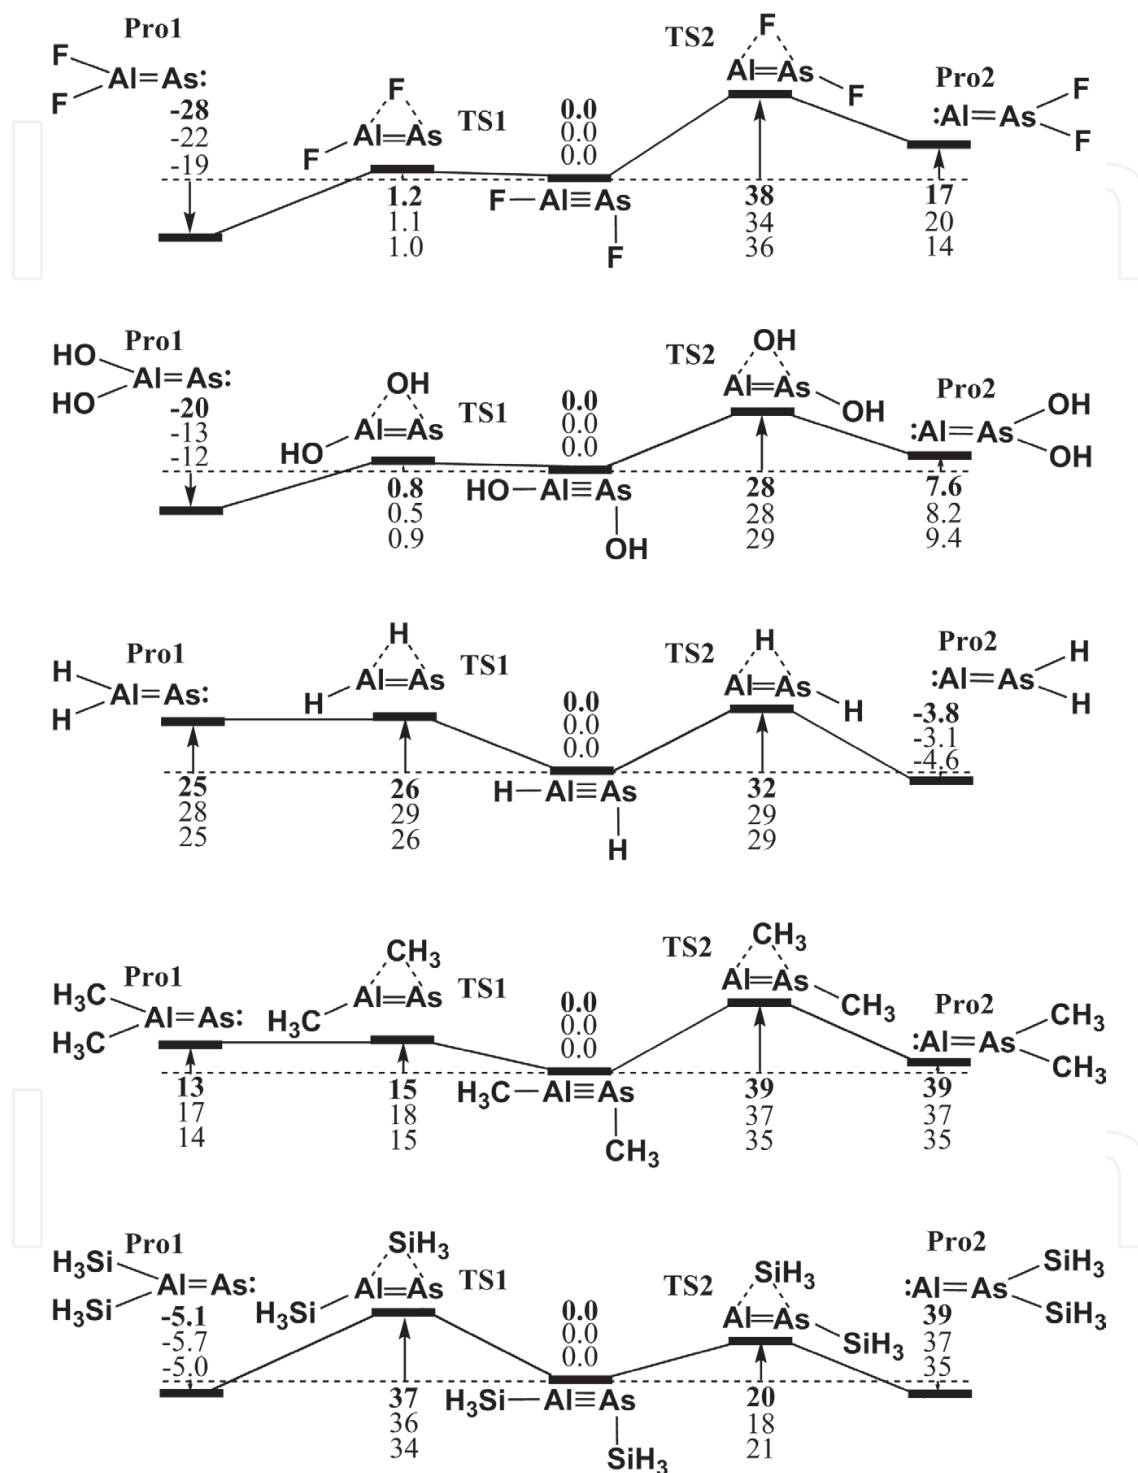 Pro1
F
F
Al=As:
-28
-22
-19
F
Al=As
F
TS1
1.2
1.1
1.0
0.0
0.0
0.0
F—Al≡As
F
TS2
F
Al=As
F
38
34
36
Pro2
:Al=As
F
F
17
20
14
Pro1
HO
HO
Al=As:
-20
-13
-12
OH
Al=As
HO
TS1
0.8
0.5
0.9
0.0
0.0
0.0
HO—Al≡As
OH
TS2
OH
Al=As
OH
28
28
29
Pro2
:Al=As
OH
OH
7.6
8.2
9.4
Pro1
H
H
Al=As:
25
28
25
H
Al=As
H
TS1
26
29
26
0.0
0.0
0.0
H—Al≡As
H
TS2
H
Al=As
H
32
29
29
Pro2
:Al=As
H
H
-3.8
-3.1
-4.6
Pro1
H₃C
H₃C
Al=As:
13
17
14
CH₃
Al=As
H₃C
TS1
15
18
15
0.0
0.0
0.0
H₃C—Al≡As
CH₃
TS2
CH₃
Al=As
CH₃
39
37
35
Pro2
:Al=As
CH₃
CH₃
39
37
35
Pro1
H₃Si
H₃Si
Al=As:
-5.1
-5.7
-5.0
SiH₃
Al=As
H₃Si
TS1
37
36
34
0.0
0.0
0.0
H₃Si—Al≡As
SiH₃
TS2
SiH₃
Al=As
SiH₃
20
18
21
Pro2
:Al=As
SiH₃
SiH₃
39
37
35